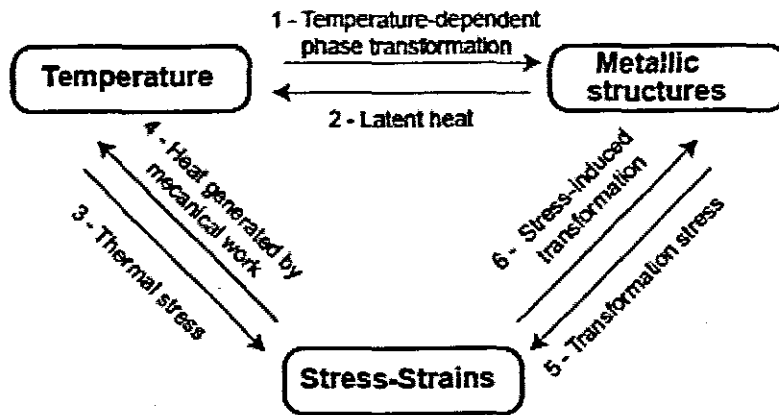 1 - Temperature-dependent
phase transformation
Temperature
Metallic
structures
2 - Latent heat
4 - Heat generated by
mecanical work
3 - Thermal stress
6 - Stress-induced
transformation
5 - Transformation stress
Stress-Strains